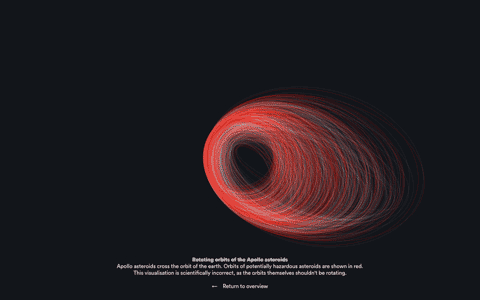 Rotating orbits of the Apollo asteroids
Apollo asteroids cross the orbit of the earth. Orbits of potentially hazardous asteroids are shown in red.
This visualisation is scientifically incorrect, as the orbits themselves shouldn't be rotating.
← Return to overview